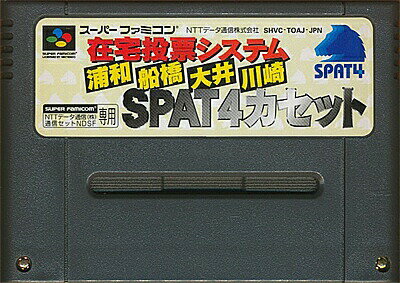 スーパーファミコン NTTデータ通信株式会社 SHVC-TOAJ-JPN
在宅投票システム
浦和 船橋 大井 川崎
SPAT4
SUPER FAMICOM
NTTデータ通信(株)
通信セットNDSF
専用
SPAT4カセット